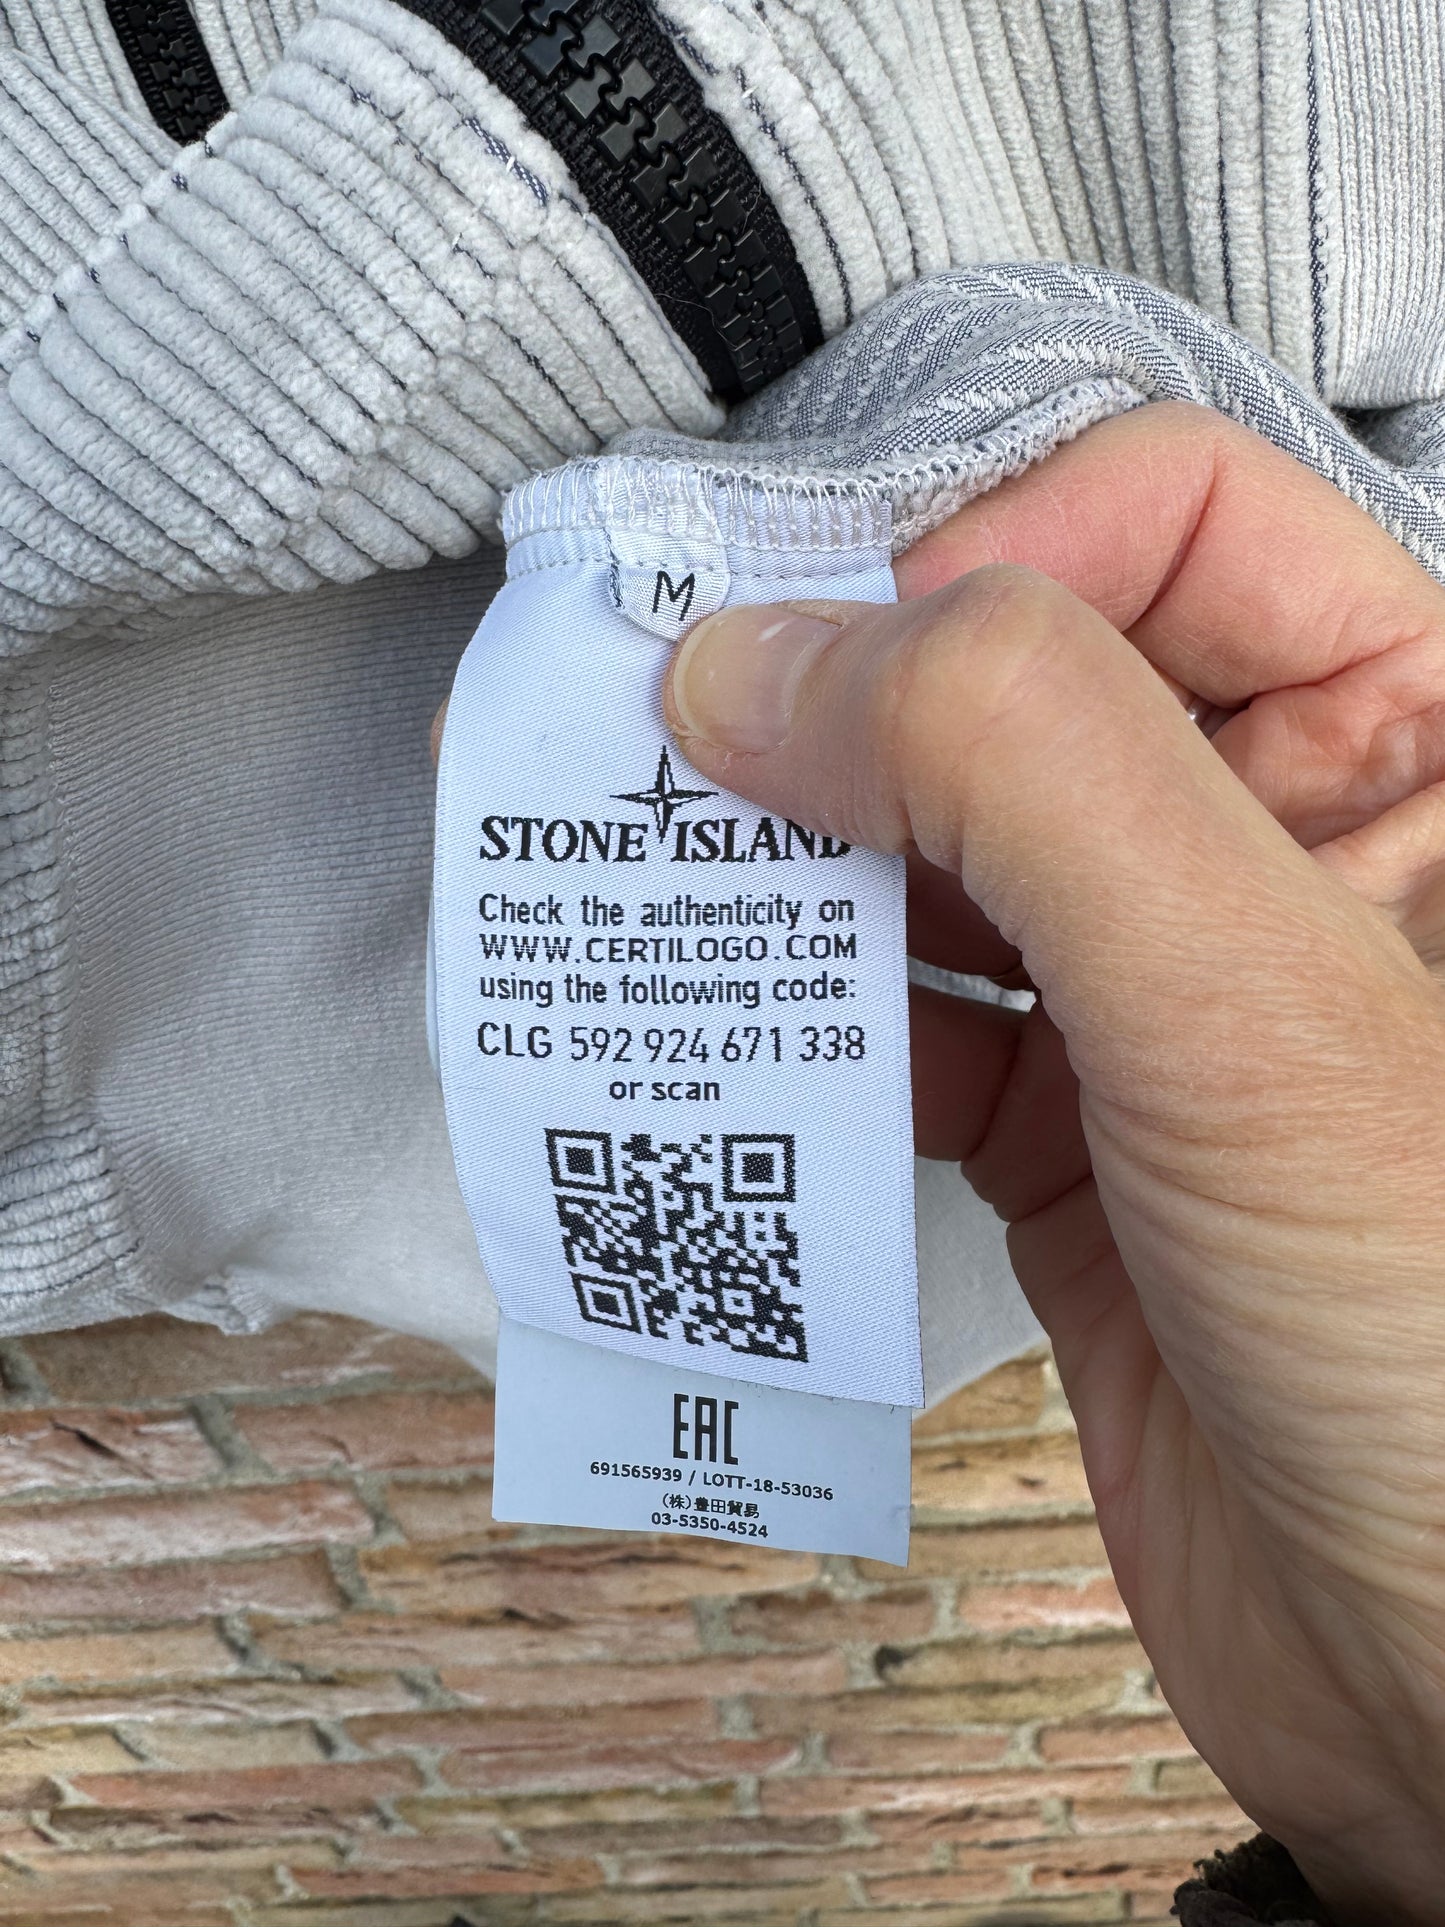 M
STONE ISLAND
Check the authenticity on
WWW.CERTILOGO.COM
using the following code:
CLG 592 924 671 338
or scan
EAC
691565939 / LOTT-18-53036
(株)豊田貿易
03-5350-4524